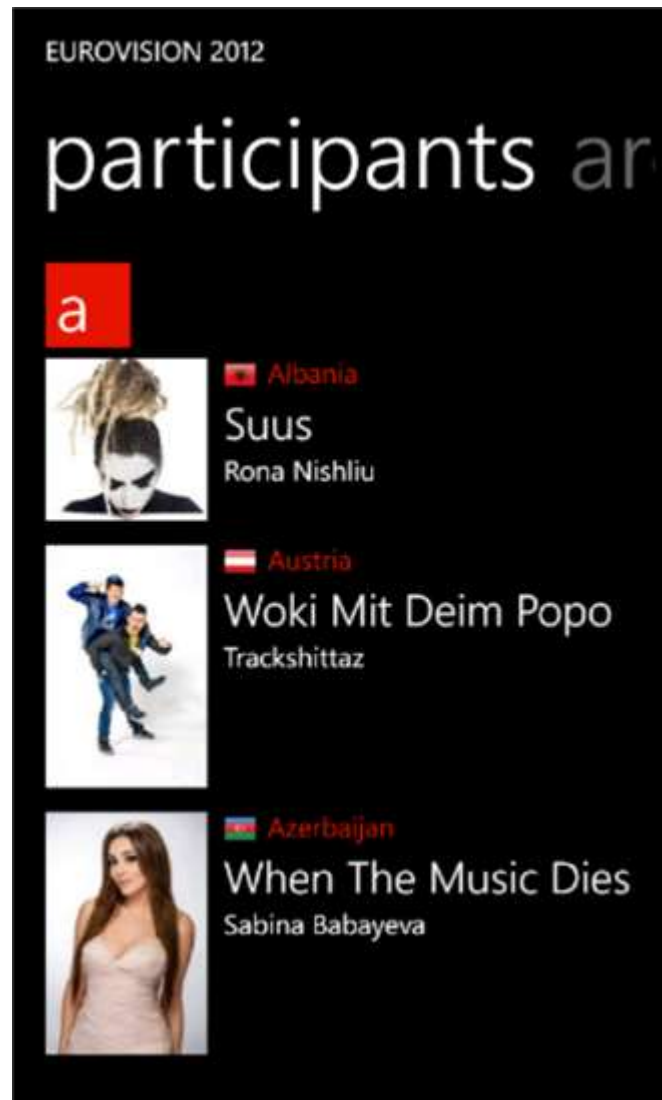 EUROVISION 2012
participants
a
Albania
Suus
Rona Nishliu
Austria
Woki Mit Deim Popo
Trackshittaz
Azerbaijan
When The Music Dies
Sabina Babayeva